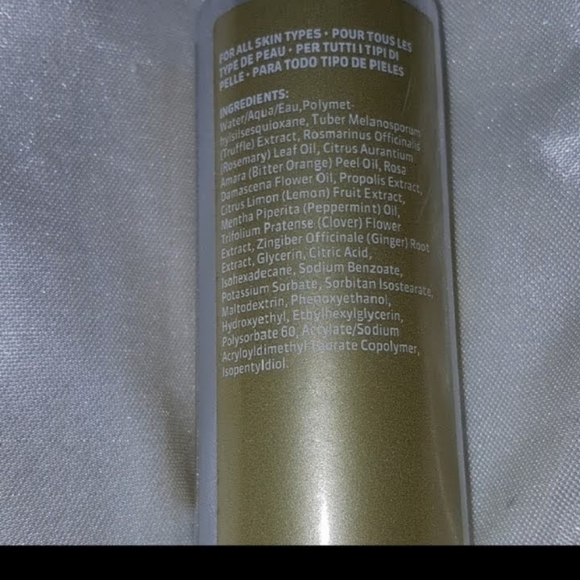 FOR ALL SKIN TYPES • POUR TOUS LES
TYPE DE PEAU • PER TUTTI I TIPI DI
PELLE • PARA TODO TIPO DE PIELES
INGREDIENTS:
Water/Aqua/Eau,Polymet-
hylsilsesquioxane, Tuber Melanosporum
(Truffle) Extract, Rosmarinus Officinalis
(Rosemary) Leaf Oil, Citrus Aurantium
Amara (Bitter Orange) Peel Oil, Rosa
Damascena Flower Oil, Propolis Extract,
Citrus Limon (Lemon) Fruit Extract,
Mentha Piperita (Peppermint) Oil,
Trifolium Pratense (Clover) Flower
Extract, Zingiber Officinale (Ginger) Root
Extract, Glycerin, Citric Acid,
Isohexadecane, Sodium Benzoate,
Potassium Sorbate, Sorbitan Isostearate,
Maltodextrin, Phenoxyethanol,
Hydroxyethyl, Ethylhexylglycerin,
Polysorbate 60, Acrylate/Sodium
Acryloyldimethyl Taurate Copolymer,
Isopentyldiol.